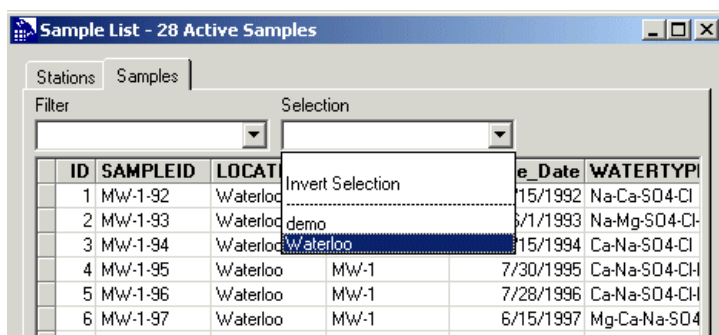 Sample List - 28 Active Samples
Stations Samples
Filter Selection
ID SAMPLEID LOCATI e_Date WATERTYPI
Invert Selection
demo
Waterloo
1 MW-1-92 Waterloo /15/1992 Na-Ca-SO4-Cl
2 MW-1-93 Waterloo 6/1/1993 Na-Mg-SO4-Cl-
3 MW-1-94 Waterloo /15/1994 Ca-Na-SO4-Cl
4 MW-1-95 Waterloo MW-1 7/30/1995 Ca-Na-SO4-Cl-
5 MW-1-96 Waterloo MW-1 7/28/1996 Ca-Na-SO4-Cl-
6 MW-1-97 Waterloo MW-1 6/15/1997 Mg-Ca-Na-SO4